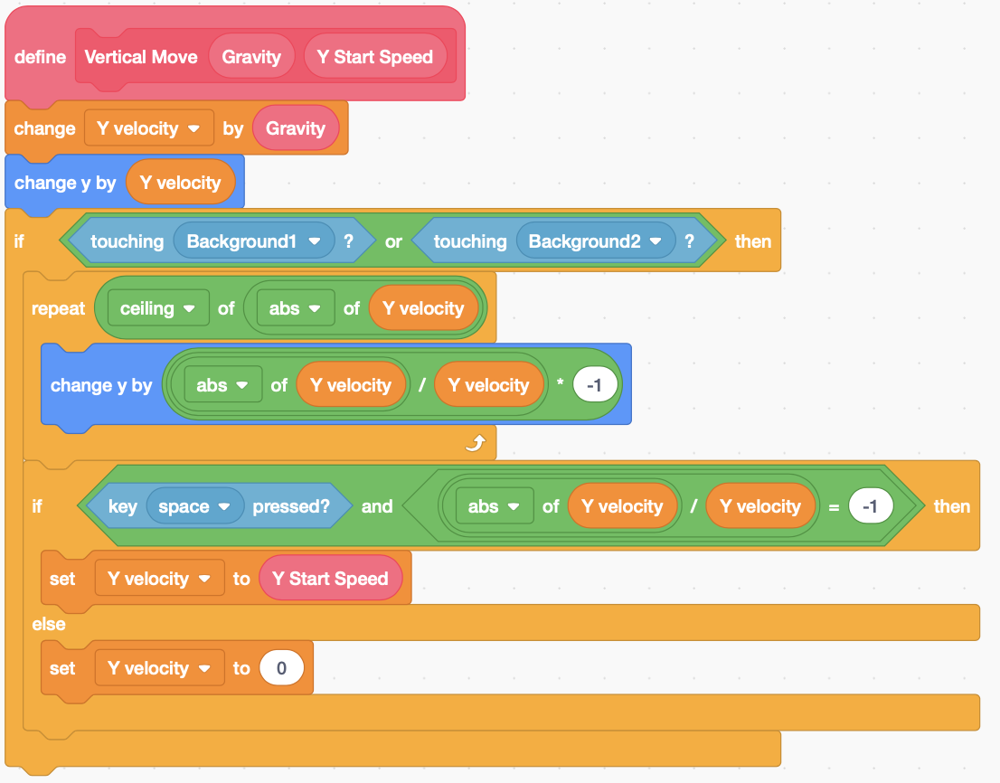 define Vertical Move Gravity Y Start Speed
change Y velocity by Gravity
change y by Y velocity
if touching Background1 ? or touching Background2 ? then
repeat ceiling of abs of Y velocity
change y by abs of Y velocity / Y velocity * -1
if key space pressed? and abs of Y velocity / Y velocity = -1 then
set Y velocity to Y Start Speed
else
set Y velocity to 0